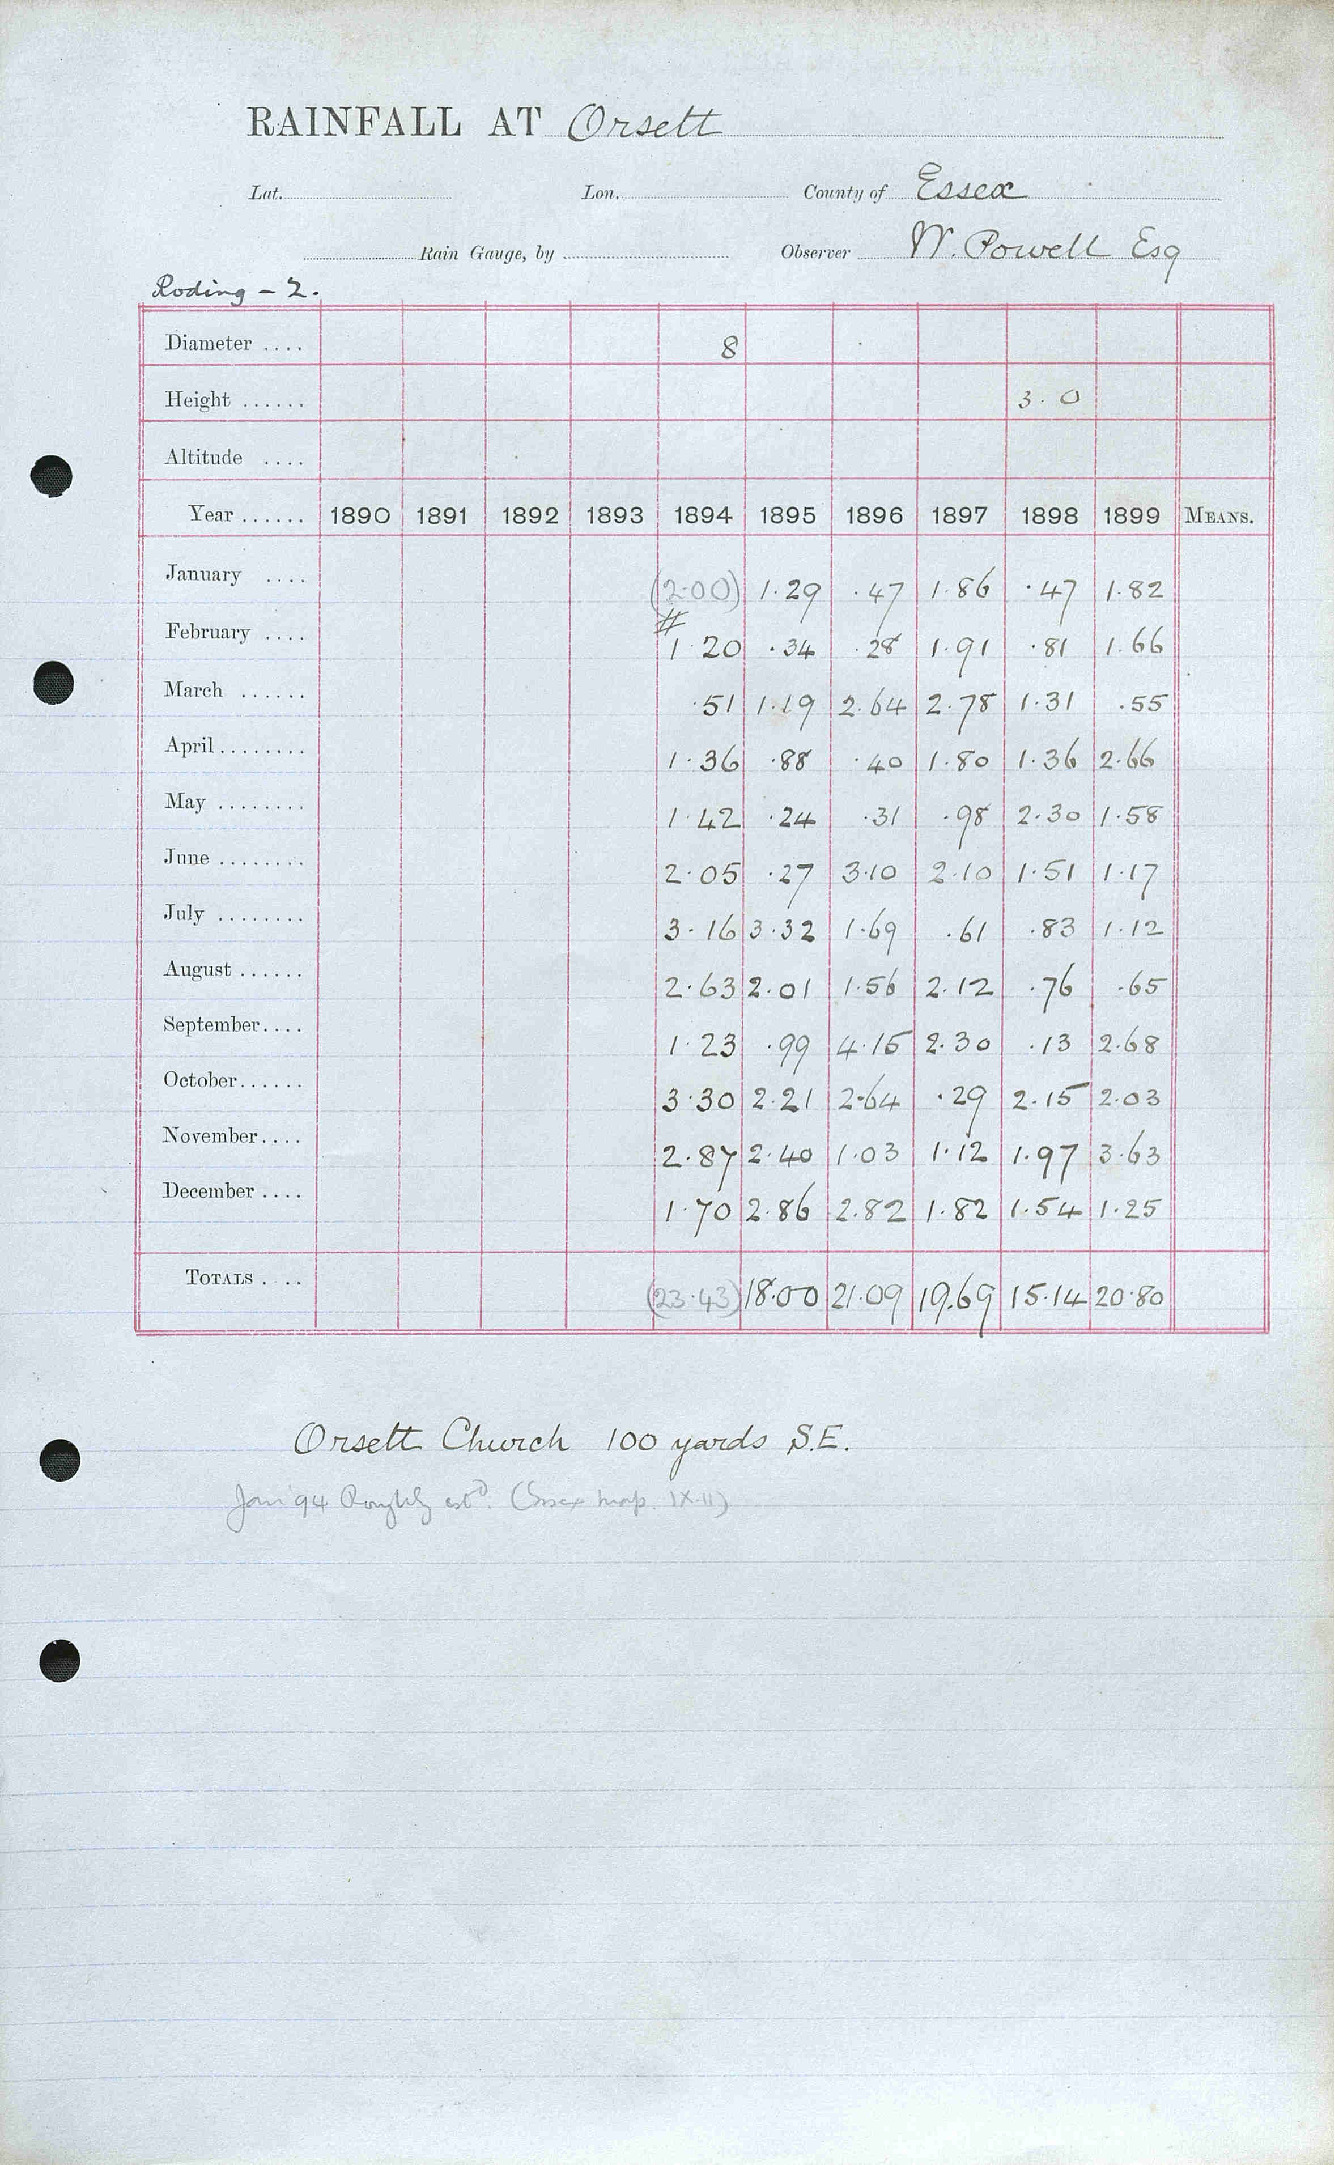 RAINFALL AT Orsett
Lat. Lon. County of Essex
Rain Gauge, by Observer W. Powell Esq
Roding - 2.
Diameter .... 8
Height ...... 3. 0
Altitude ....
Year ...... 1890 1891 1892 1893 1894 1895 1896 1897 1898 1899 MEANS.
January .... (2.00) 1.29 .47 1.86 .47 1.82
February .... # 1.20 .34 .28 1.91 .81 1.66
March ...... .51 1.19 2.64 2.78 1.31 .55
April ........ 1.36 .88 .40 1.80 1.36 2.66
May ........ 1.42 .24 .31 .98 2.30 1.58
June ........ 2.05 .27 3.10 2.10 1.51 1.17
July ........ 3.16 3.32 1.69 .61 .83 1.12
August ...... 2.63 2.01 1.56 2.12 .76 .65
September.... 1.23 .99 4.15 2.30 .13 2.68
October...... 3.30 2.21 2.64 .29 2.15 2.03
November.... 2.87 2.40 1.03 1.12 1.97 3.63
December .... 1.70 2.86 2.82 1.82 1.54 1.25
TOTALS .... (23.43) 18.00 21.09 19.69 15.14 20.80
Orsett Church 100 yards S.E.
Jan '94 Roughly estd. (Essex map. IX.11)